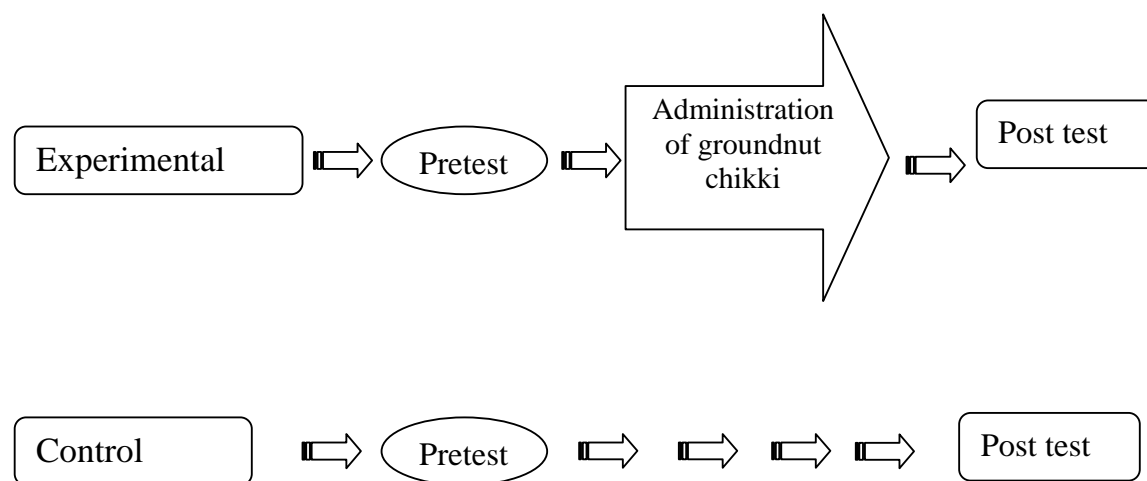 Experimental
Pretest
Administration
of groundnut
chikki
Post test
Control
Pretest
Post test